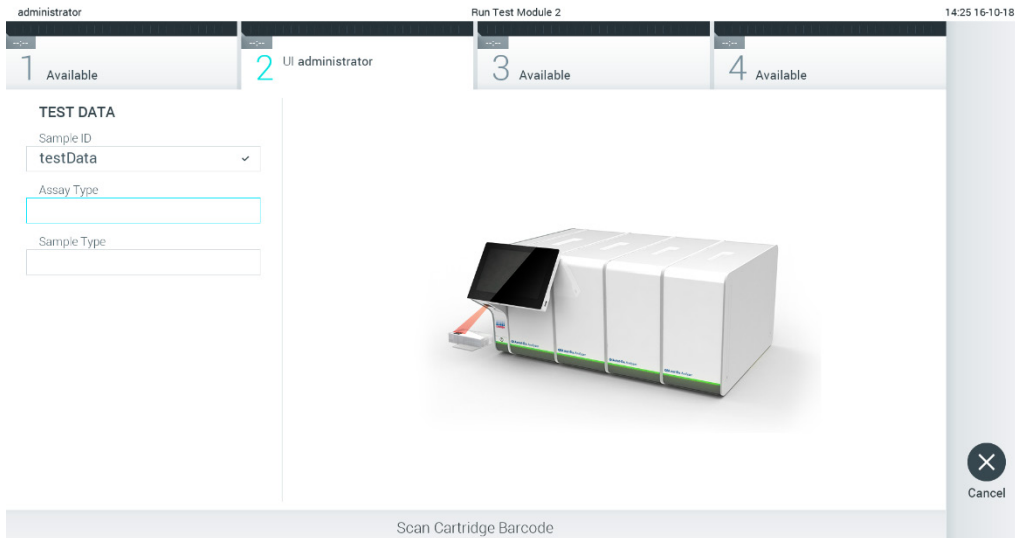 administrator
Run Test Module 2
14:25 16-10-18
--:--
1 Available
--:--
2 UI administrator
--:--
3 Available
--:--
4 Available
TEST DATA
Sample ID
testData
Assay Type
Sample Type
Cancel
Scan Cartridge Barcode